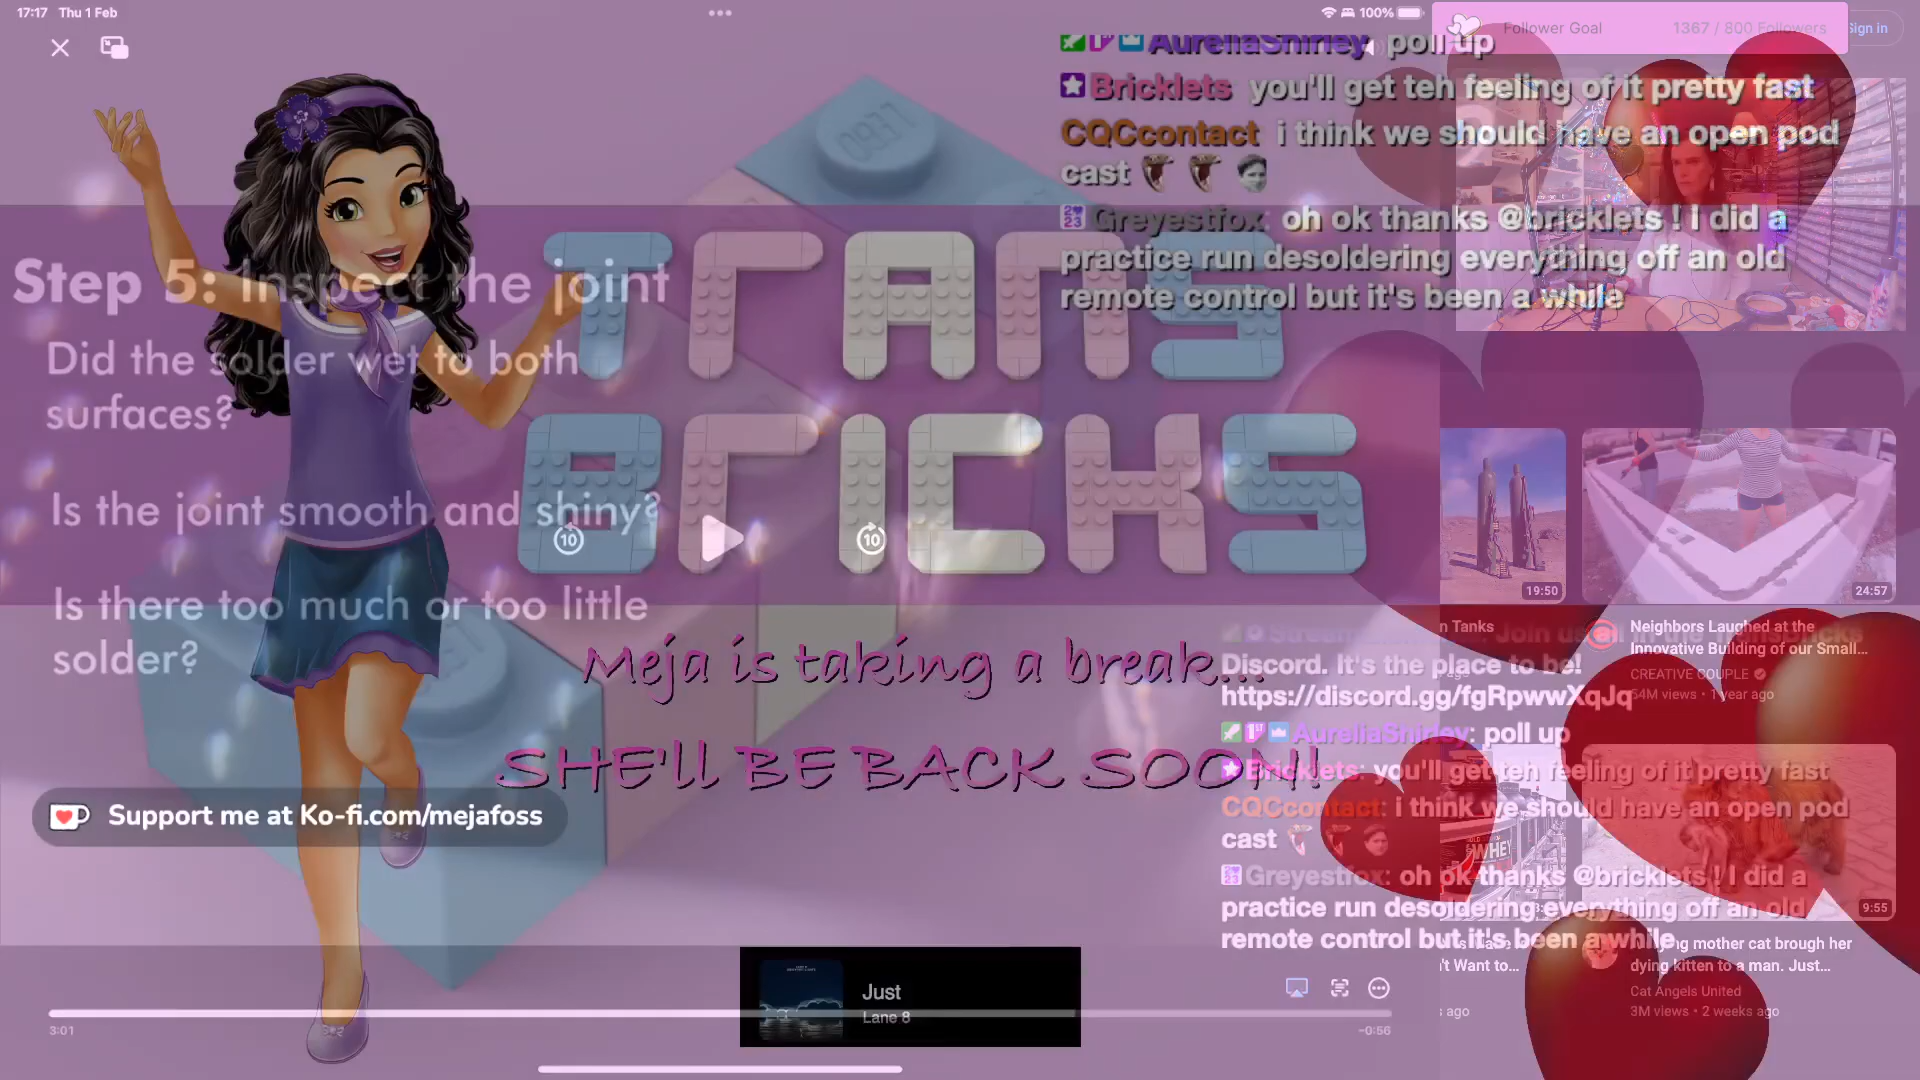 17:17 Thu 1 Feb
100%
Follower Goal 1367 / 800 Followers
Sign in
AureliaShirley poll up
Bricklets you'll get teh feeling of it pretty fast
CQCcontact i think we should have an open pod
cast
Greyestfox: oh ok thanks @bricklets ! I did a
practice run desoldering everything off an old
remote control but it's been a while
TRANS
BRICKS
Step 5: Inspect the joint
Did the solder wet to both
surfaces?
Is the joint smooth and shiny?
Is there too much or too little
solder?
10
10
Meja is taking a break...
SHE'll BE BACK SOON!
Support me at Ko-fi.com/mejafoss
19:50
24:57
n Tanks
Neighbors Laughed at the
Innovative Building of our Small...
CREATIVE COUPLE
54M views • 1 year ago
Discord. It's the place to be!
https://discord.gg/fgRpwwXqJq
AureliaShirley: poll up
Bricklets: you'll get teh feeling of it pretty fast
CQCcontact: i think we should have an open pod
cast
Greyestfox: oh ok thanks @bricklets ! I did a
practice run desoldering everything off an old
remote control but it's been a while
WHEY
9:55
't Want to...
mother cat brough her
dying kitten to a man. Just...
Cat Angels United
3M views • 2 weeks ago
s ago
Just
Lane 8
3:01
-0:56